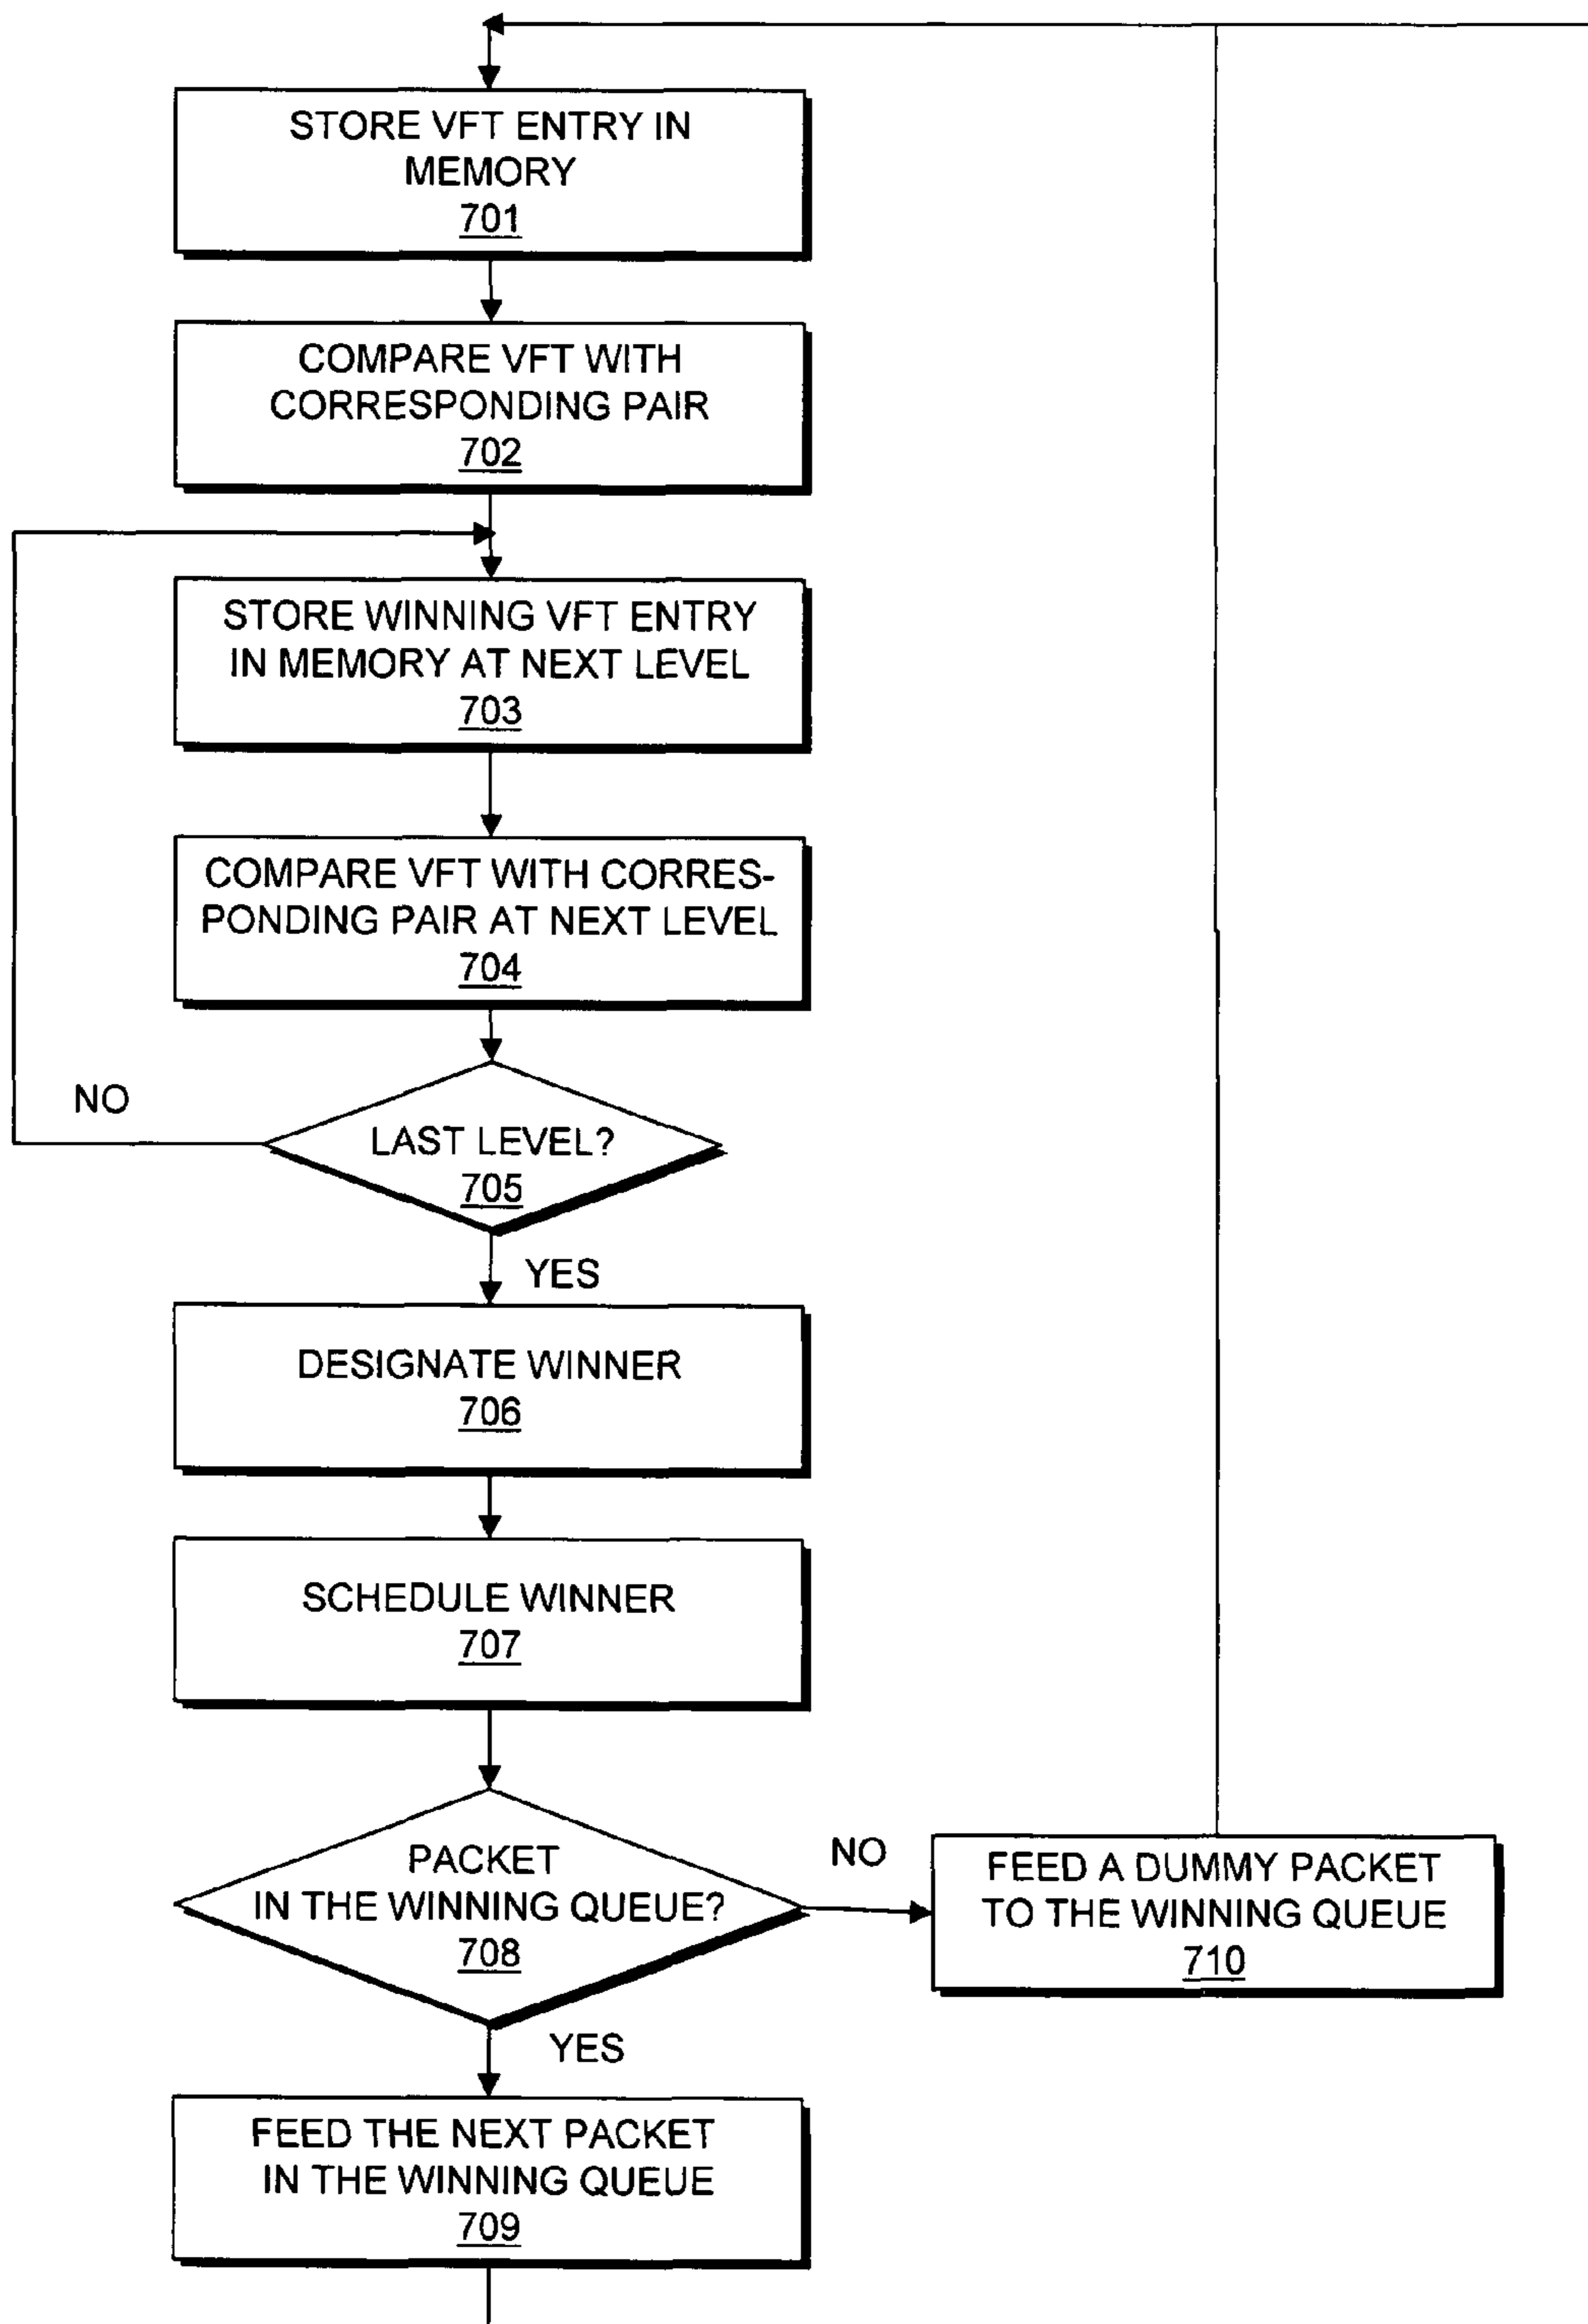 STORE VFT ENTRY IN
MEMORY
701
COMPARE VFT WITH
CORRESPONDING PAIR
702
STORE WINNING VFT ENTRY
IN MEMORY AT NEXT LEVEL
703
COMPARE VFT WITH CORRES-
PONDING PAIR AT NEXT LEVEL
704
NO
LAST LEVEL?
705
YES
DESIGNATE WINNER
706
SCHEDULE WINNER
707
PACKET
IN THE WINNING QUEUE?
708
NO
FEED A DUMMY PACKET
TO THE WINNING QUEUE
710
YES
FEED THE NEXT PACKET
IN THE WINNING QUEUE
709